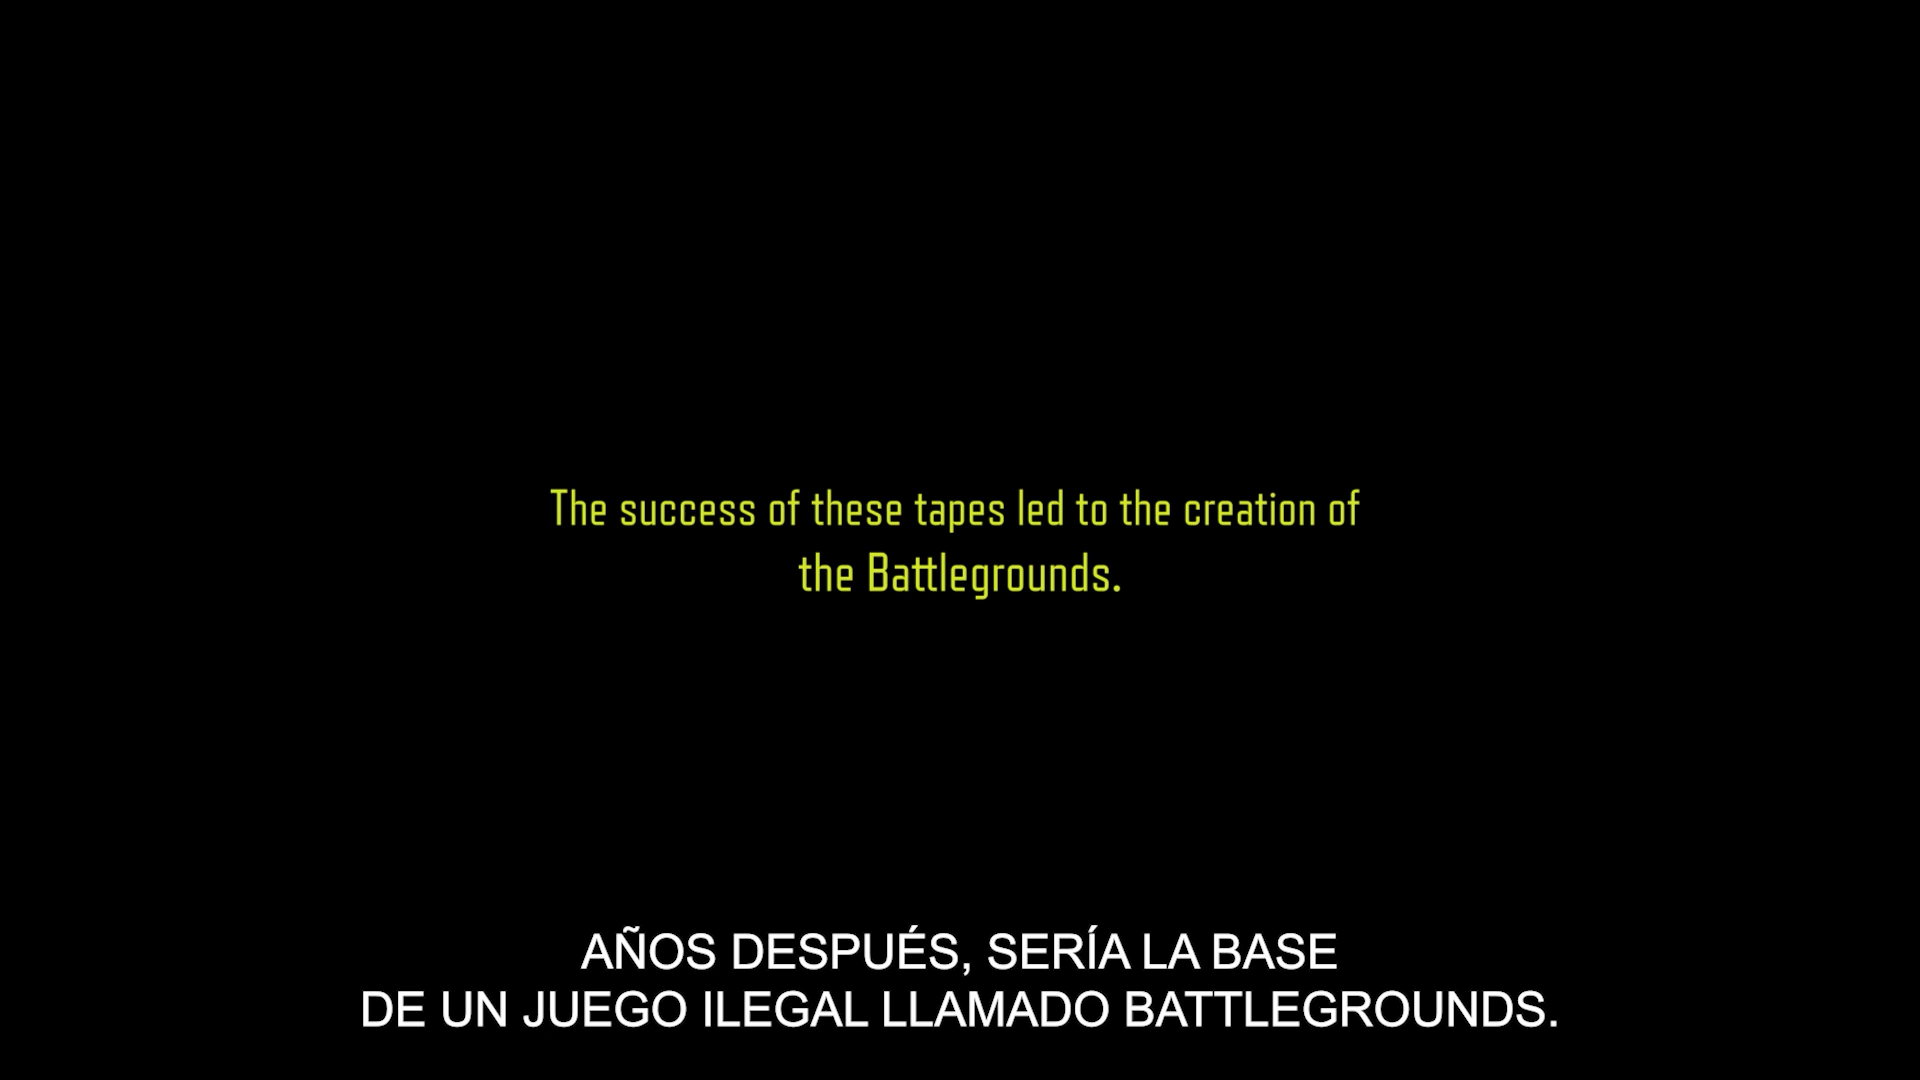 The success of these tapes led to the creation of
the Battlegrounds.
AÑOS DESPUÉS, SERÍA LA BASE
DE UN JUEGO ILEGAL LLAMADO BATTLEGROUNDS.